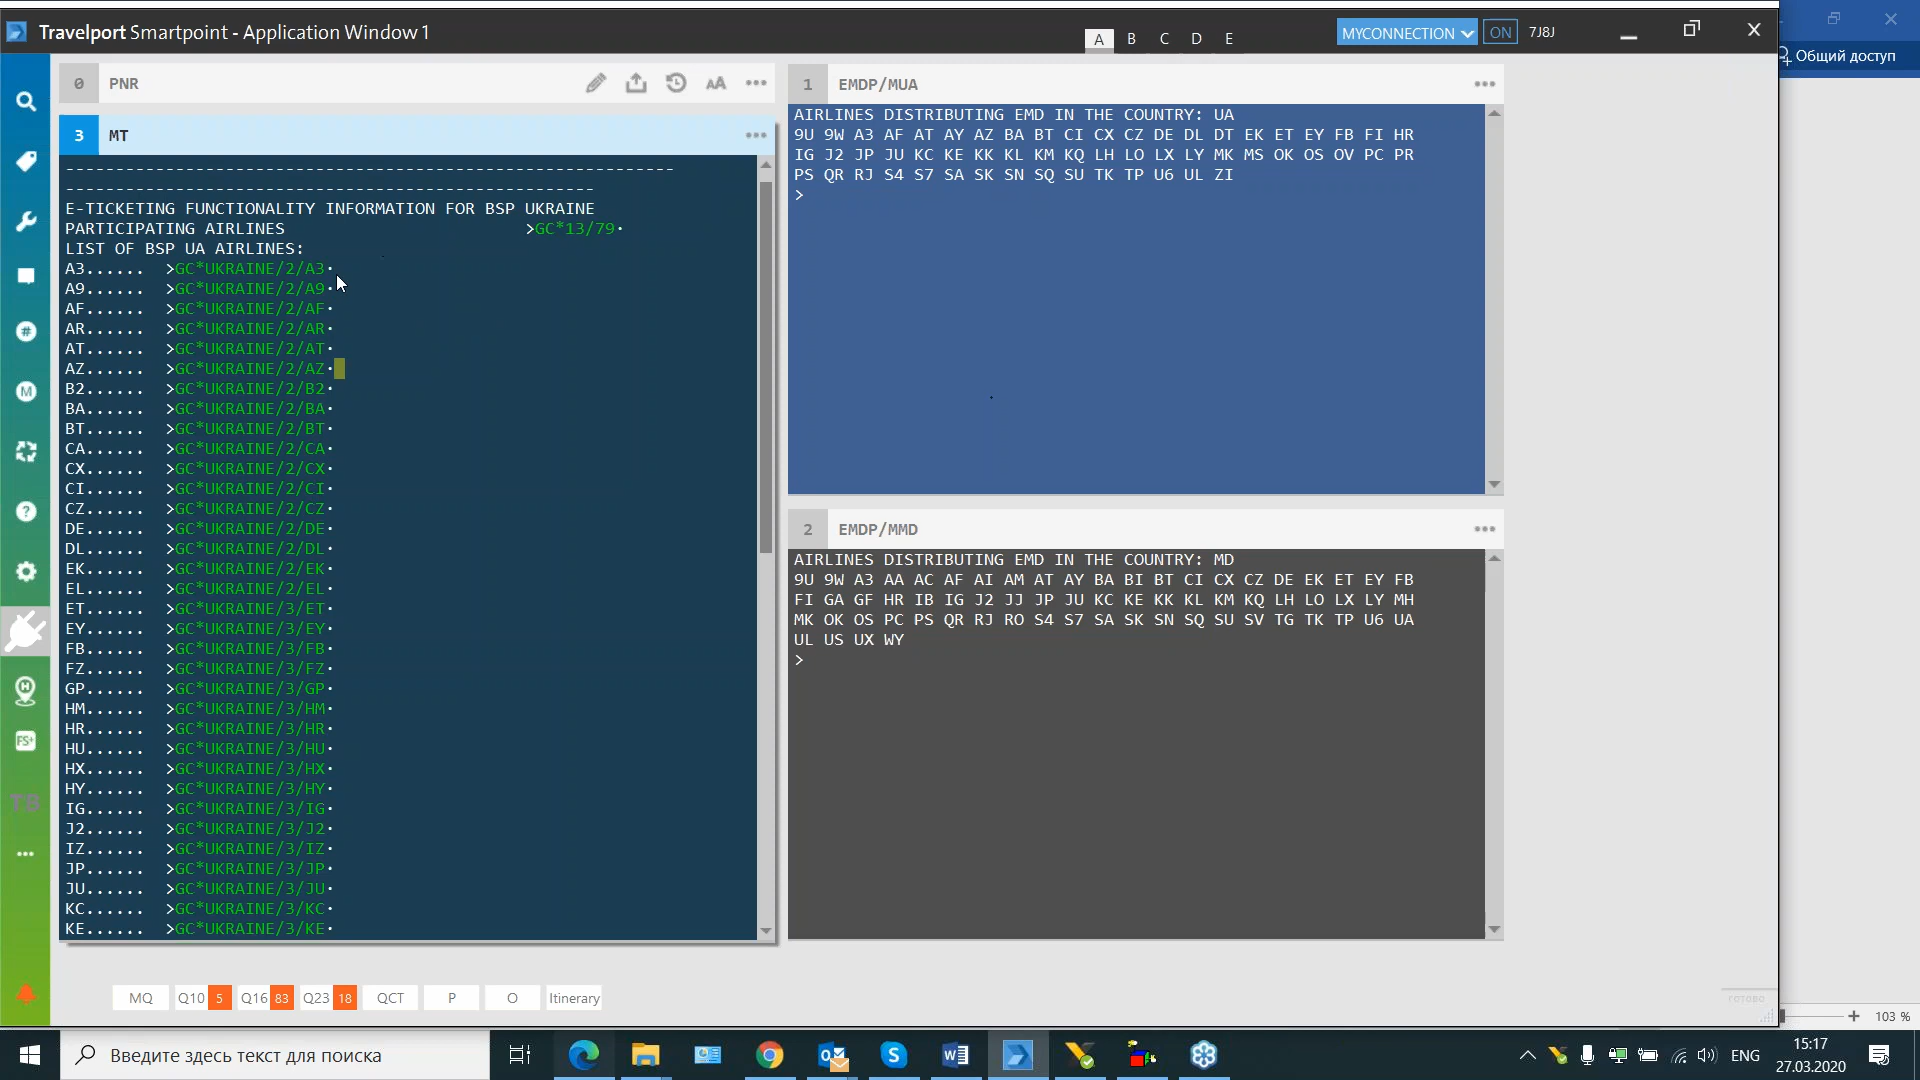 Travelport Smartpoint - Application Window 1
A B C D E
MYCONNECTION ON 7J8J
Общий доступ
0 PNR
AA
3 MT
--------------------------------------------------------------
-----------------------------------------------------
E-TICKETING FUNCTIONALITY INFORMATION FOR BSP UKRAINE
PARTICIPATING AIRLINES >GC*13/79·
LIST OF BSP UA AIRLINES:
A3...... >GC*UKRAINE/2/A3·
A9...... >GC*UKRAINE/2/A9·
AF...... >GC*UKRAINE/2/AF·
AR...... >GC*UKRAINE/2/AR·
AT...... >GC*UKRAINE/2/AT·
AZ...... >GC*UKRAINE/2/AZ·
B2...... >GC*UKRAINE/2/B2·
BA...... >GC*UKRAINE/2/BA·
BT...... >GC*UKRAINE/2/BT·
CA...... >GC*UKRAINE/2/CA·
CX...... >GC*UKRAINE/2/CX·
CI...... >GC*UKRAINE/2/CI·
CZ...... >GC*UKRAINE/2/CZ·
DE...... >GC*UKRAINE/2/DE·
DL...... >GC*UKRAINE/2/DL·
EK...... >GC*UKRAINE/2/EK·
EL...... >GC*UKRAINE/2/EL·
ET...... >GC*UKRAINE/3/ET·
EY...... >GC*UKRAINE/3/EY·
FB...... >GC*UKRAINE/3/FB·
FZ...... >GC*UKRAINE/3/FZ·
GP...... >GC*UKRAINE/3/GP·
HM...... >GC*UKRAINE/3/HM·
HR...... >GC*UKRAINE/3/HR·
HU...... >GC*UKRAINE/3/HU·
HX...... >GC*UKRAINE/3/HX·
HY...... >GC*UKRAINE/3/HY·
IG...... >GC*UKRAINE/3/IG·
J2...... >GC*UKRAINE/3/J2·
IZ...... >GC*UKRAINE/3/IZ·
JP...... >GC*UKRAINE/3/JP·
JU...... >GC*UKRAINE/3/JU·
KC...... >GC*UKRAINE/3/KC·
KE...... >GC*UKRAINE/3/KE·
1 EMDP/MUA
AIRLINES DISTRIBUTING EMD IN THE COUNTRY: UA
9U 9W A3 AF AT AY AZ BA BT CI CX CZ DE DL DT EK ET EY FB FI HR
IG J2 JP JU KC KE KK KL KM KQ LH LO LX LY MK MS OK OS OV PC PR
PS QR RJ S4 S7 SA SK SN SQ SU TK TP U6 UL ZI
>
2 EMDP/MMD
AIRLINES DISTRIBUTING EMD IN THE COUNTRY: MD
9U 9W A3 AA AC AF AI AM AT AY BA BI BT CI CX CZ DE EK ET EY FB
FI GA GF HR IB IG J2 JJ JP JU KC KE KK KL KM KQ LH LO LX LY MH
MK OK OS PC PS QR RJ RO S4 S7 SA SK SN SQ SU SV TG TK TP U6 UA
UL US UX WY
>
#
M
?
H
FS+
TB
MQ Q10 5 Q16 83 Q23 18 QCT P O Itinerary
готово
103 %
Введите здесь текст для поиска
ENG
15:17
27.03.2020